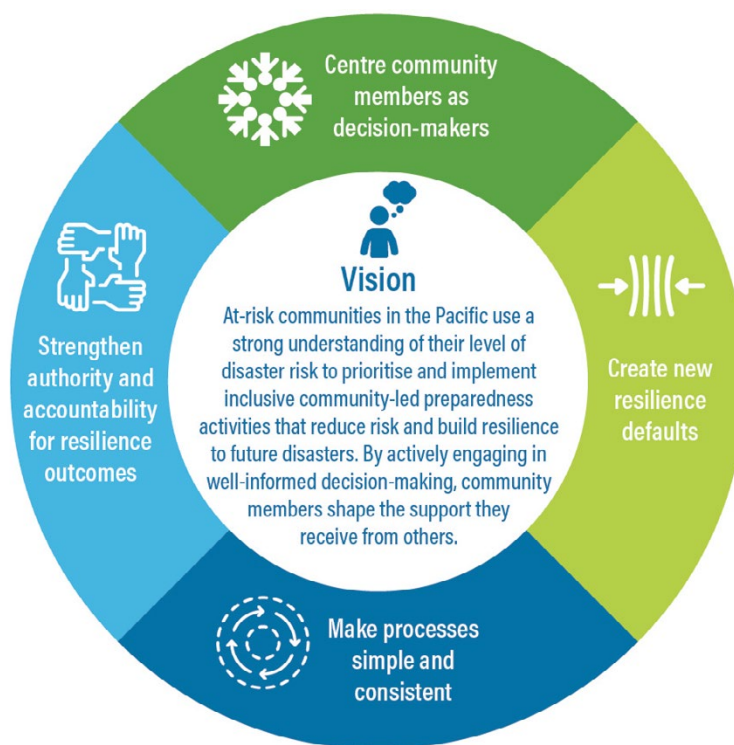 Centre community
members as
decision-makers
Strengthen
authority and
accountability
for resilience
outcomes
Vision
At-risk communities in the Pacific use a
strong understanding of their level of
disaster risk to prioritise and implement
inclusive community-led preparedness
activities that reduce risk and build resilience
to future disasters. By actively engaging in
well-informed decision-making, community
members shape the support they
receive from others.
Create new
resilience
defaults
Make processes
simple and
consistent